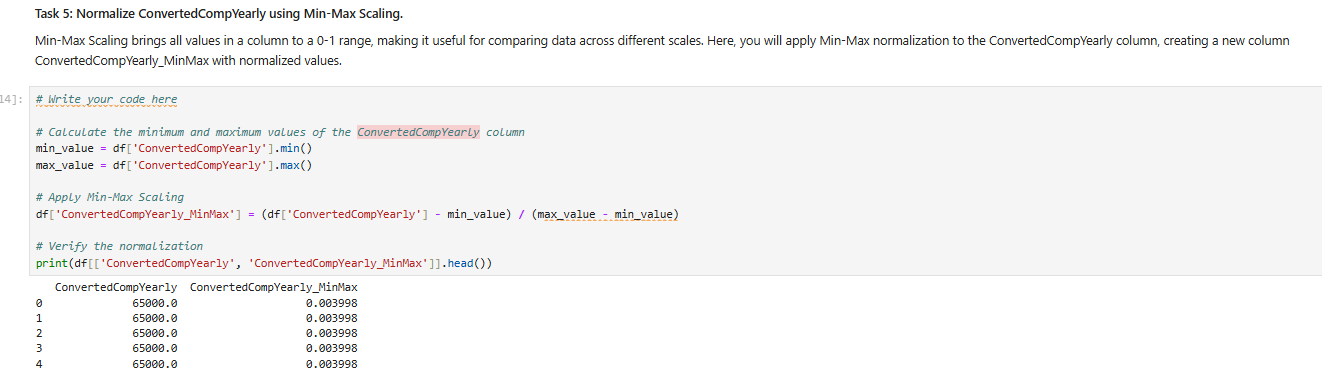 Task 5: Normalize ConvertedCompYearly using Min-Max Scaling.
Min-Max Scaling brings all values in a column to a 0-1 range, making it useful for comparing data across different scales. Here, you will apply Min-Max normalization to the ConvertedCompYearly column, creating a new column
ConvertedCompYearly_MinMax with normalized values.
14]: # Write your code here
# Calculate the minimum and maximum values of the ConvertedCompYearly column
min_value = df['ConvertedCompYearly'].min()
max_value = df['ConvertedCompYearly'].max()
# Apply Min-Max Scaling
df['ConvertedCompYearly_MinMax'] = (df['ConvertedCompYearly'] - min_value) / (max_value - min_value)
# Verify the normalization
print(df[['ConvertedCompYearly', 'ConvertedCompYearly_MinMax']].head())
ConvertedCompYearly ConvertedCompYearly_MinMax
0 65000.0 0.003998
1 65000.0 0.003998
2 65000.0 0.003998
3 65000.0 0.003998
4 65000.0 0.003998